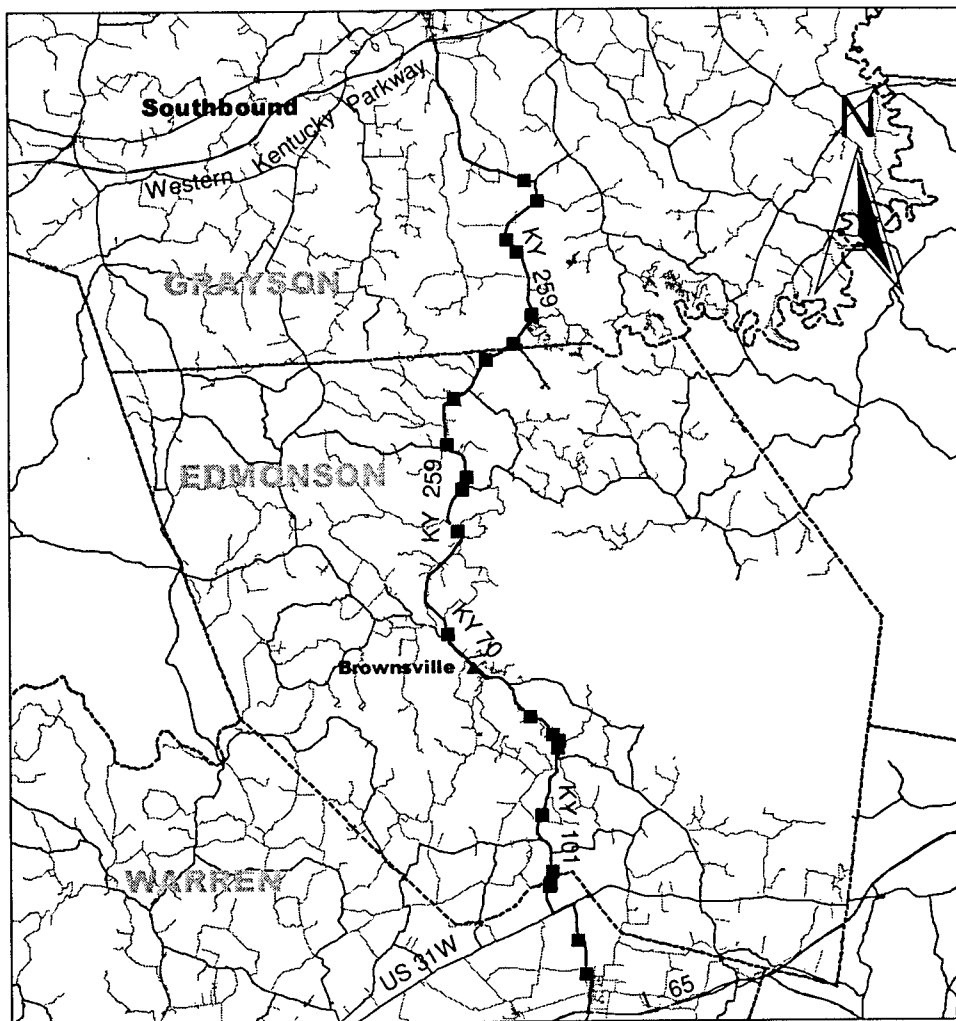 Southbound
Western Kentucky Parkway
N
GRAYSON
KY 259
EDMONSON
KY 259
KY 70
Brownsville
KY 101
WARREN
US 31W
I 65